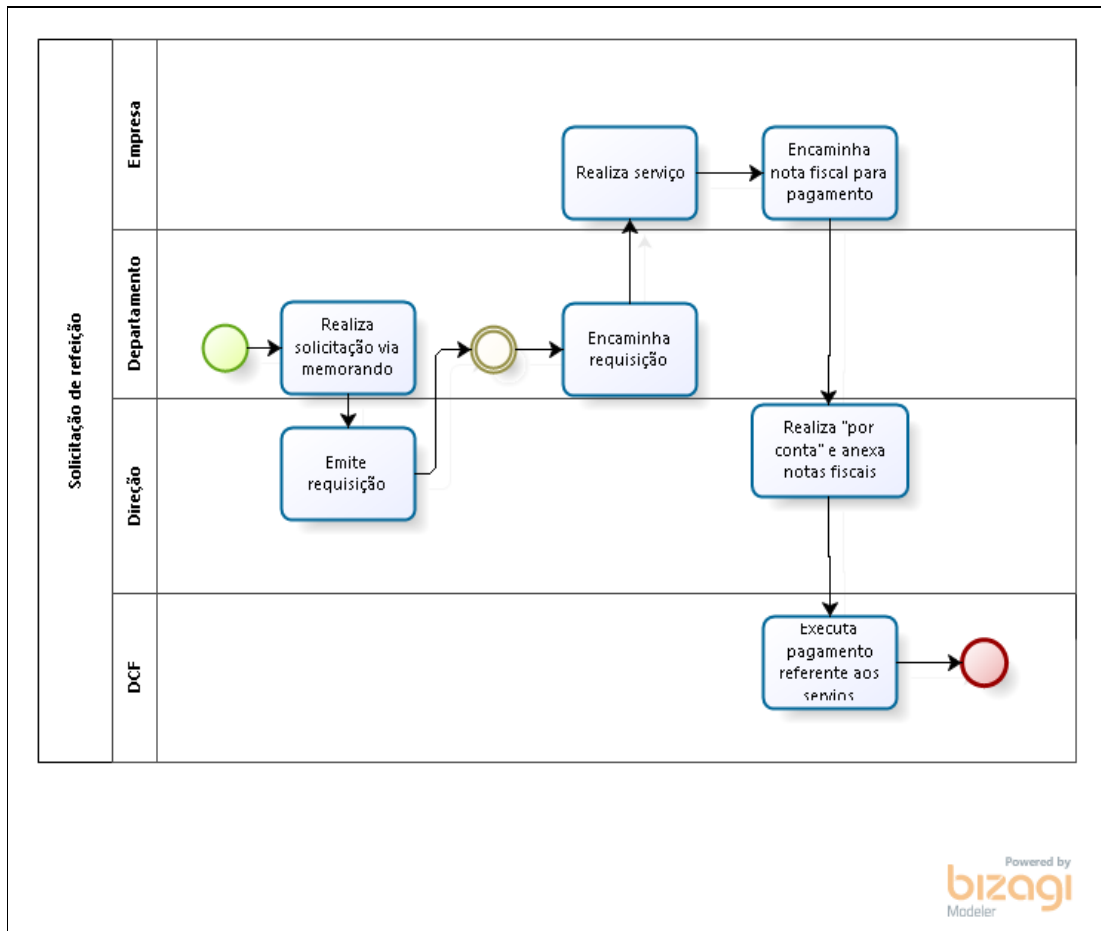 Solicitação de refeição
Empresa
Realiza serviço
Encaminha
nota fiscal para
pagamento
Departamento
Realiza
solicitação via
memorando
Encaminha
requisição
Direção
Emite
requisição
Realiza "por
conta" e anexa
notas fiscais
DCF
Executa
pagamento
referente aos
servios
Powered by
bizagi
Modeler